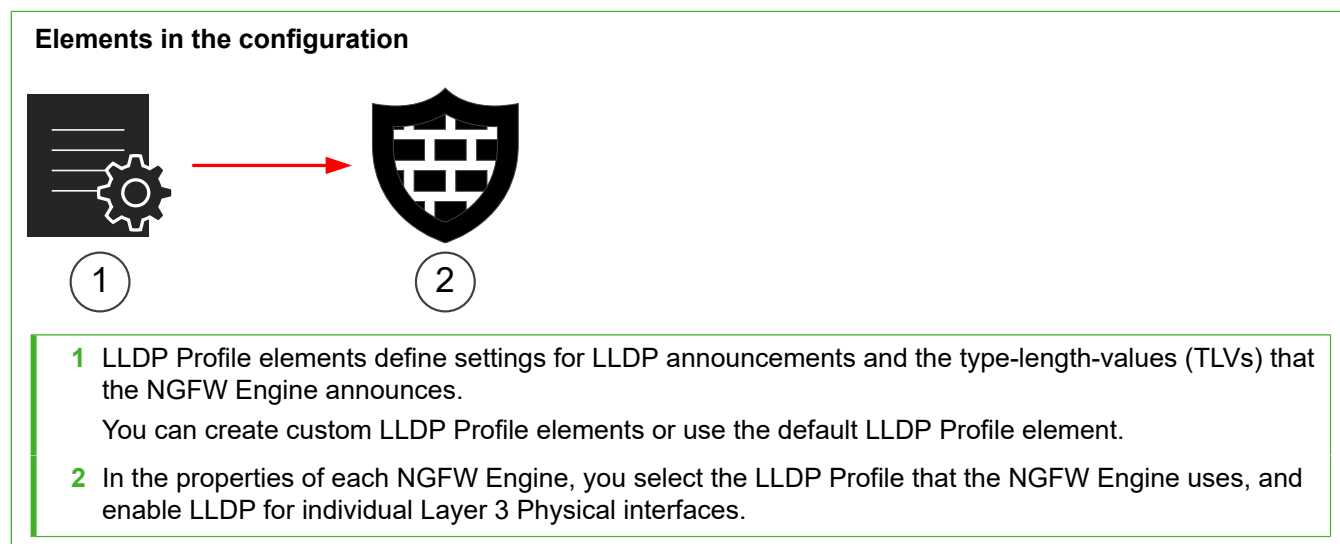 Elements in the configuration
1
2
1 LLDP Profile elements define settings for LLDP announcements and the type-length-values (TLVs) that
the NGFW Engine announces.
You can create custom LLDP Profile elements or use the default LLDP Profile element.
2 In the properties of each NGFW Engine, you select the LLDP Profile that the NGFW Engine uses, and
enable LLDP for individual Layer 3 Physical interfaces.